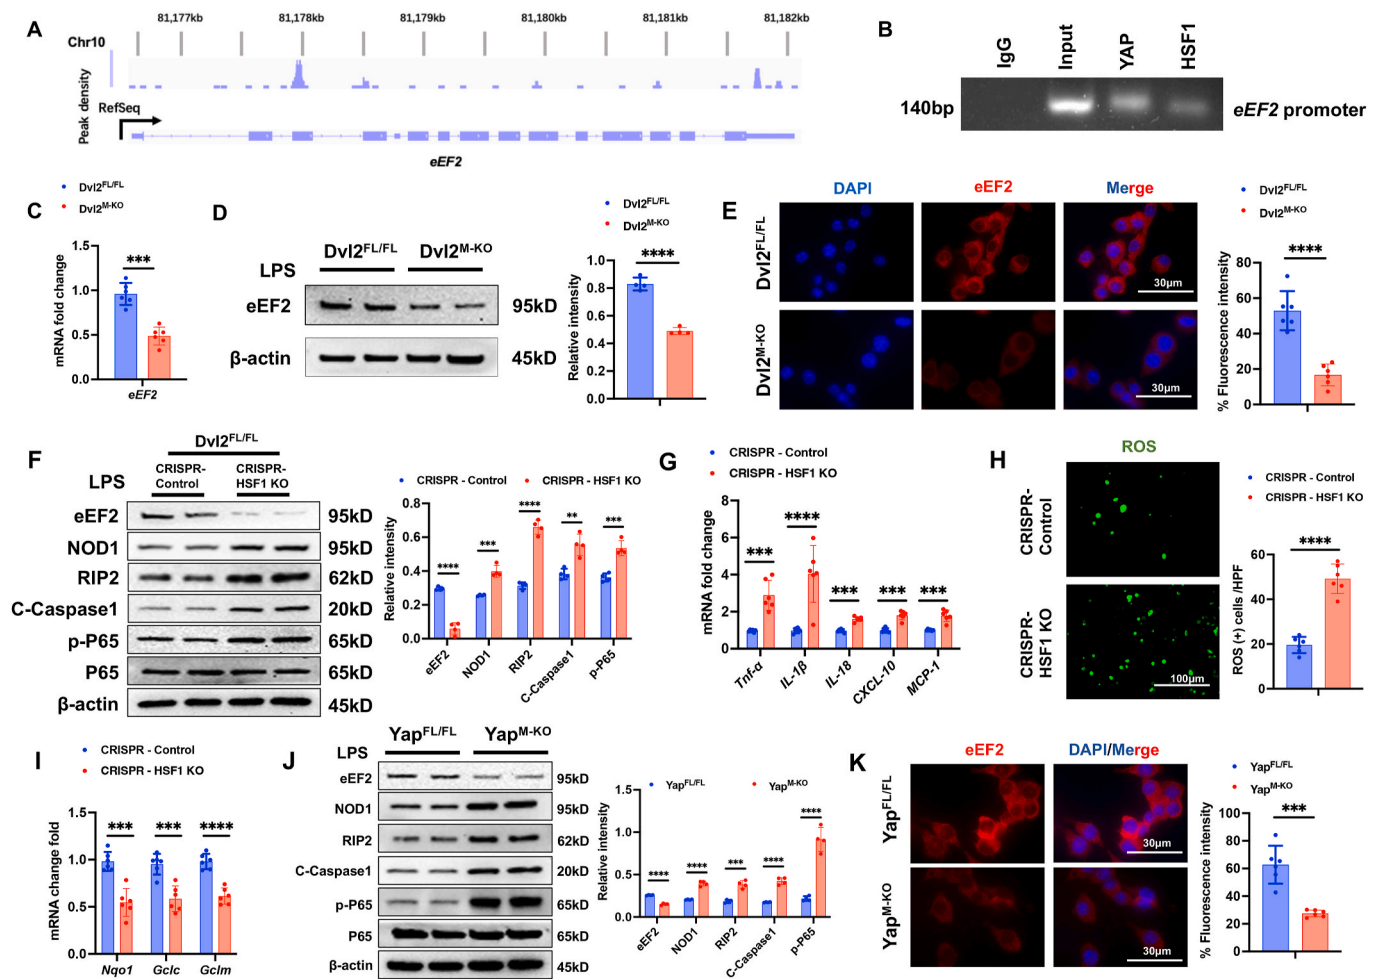 A
81,177kb 81,178kb 81,179kb 81,180kb 81,181kb 81,182kb
Chr10
Peak density
RefSeq
eEF2
B
IgG Input YAP HSF1
140bp
eEF2 promoter
C
Dvl2FL/FL
Dvl2M-KO
mRNA fold change
1.5
1.0
0.5
0.0
***
eEF2
D
Dvl2FL/FL Dvl2M-KO
LPS
eEF2 95kD
β-actin 45kD
Dvl2FL/FL
Dvl2M-KO
Relative intensity
1.0
0.8
0.6
0.4
0.2
0.0
****
E
DAPI eEF2 Merge
Dvl2FL/FL
30μm
Dvl2M-KO
30μm
Dvl2FL/FL
Dvl2M-KO
% Fluorescence intensity
80
60
40
20
0
****
F
Dvl2FL/FL
LPS
CRISPR-Control CRISPR-HSF1 KO
eEF2 95kD
NOD1 95kD
RIP2 62kD
C-Caspase1 20kD
p-P65 65kD
P65 65kD
β-actin 45kD
CRISPR - Control CRISPR - HSF1 KO
Relative intensity
0.8
0.6
0.4
0.2
0.0
**** *** **** ** ***
eEF2 NOD1 RIP2 C-Caspase1 p-P65
G
CRISPR - Control
CRISPR - HSF1 KO
mRNA fold change
8
6
4
2
0
*** **** *** **** ***
Tnf-α IL-1β IL-18 CXCL-10 MCP-1
H
ROS
CRISPR-Control
CRISPR-HSF1 KO
100μm
CRISPR - Control
CRISPR - HSF1 KO
ROS (+) cells /HPF
60
40
20
0
****
I
CRISPR - Control
CRISPR - HSF1 KO
mRNA change fold
1.5
1.0
0.5
0.0
*** *** ****
Nqo1 Gclc Gclm
J
YapFL/FL YapM-KO
LPS
eEF2 95kD
NOD1 95kD
RIP2 62kD
C-Caspase1 20kD
p-P65 65kD
P65 65kD
β-actin 45kD
YapFL/FL YapM-KO
Relative intensity
1.5
1.0
0.5
0.0
**** **** *** **** ****
eEF2 NOD1 RIP2 C-Caspase1 p-P65
K
eEF2 DAPI/Merge
YapFL/FL
30μm
YapM-KO
30μm
YapFL/FL
YapM-KO
% Fluorescence intensity
100
80
60
40
20
0
***